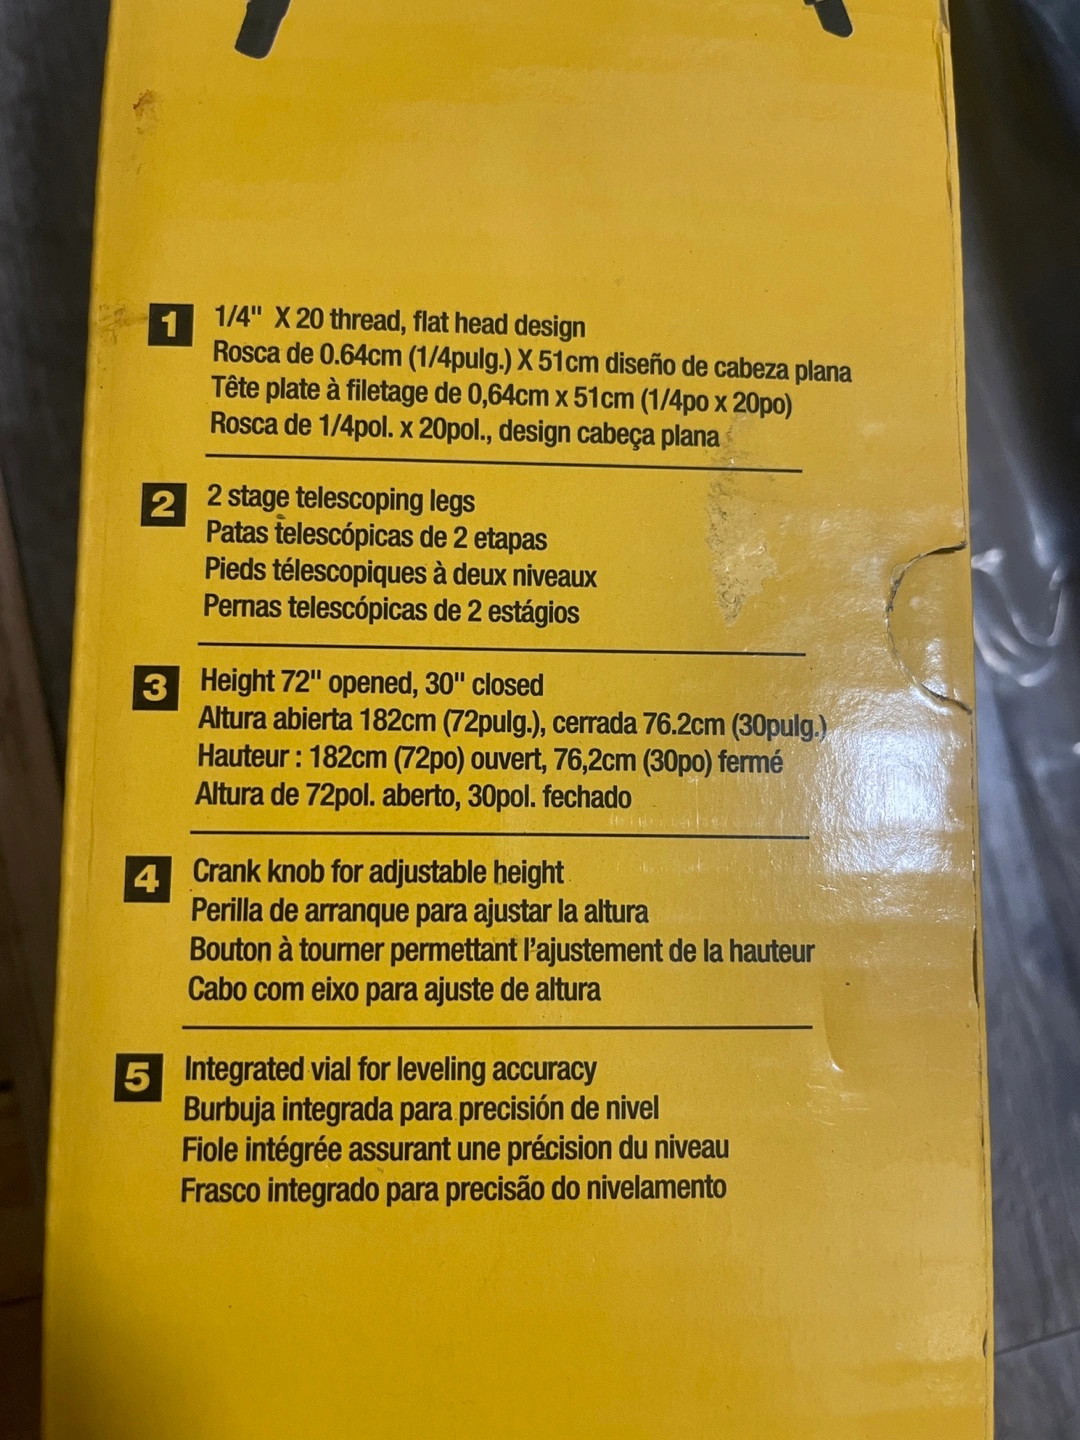 1
1/4" X 20 thread, flat head design
Rosca de 0.64cm (1/4pulg.) X 51cm diseño de cabeza plana
Tête plate à filetage de 0,64cm x 51cm (1/4po x 20po)
Rosca de 1/4pol. x 20pol., design cabeça plana
2
2 stage telescoping legs
Patas telescópicas de 2 etapas
Pieds télescopiques à deux niveaux
Pernas telescópicas de 2 estágios
3
Height 72" opened, 30" closed
Altura abierta 182cm (72pulg.), cerrada 76.2cm (30pulg.)
Hauteur : 182cm (72po) ouvert, 76,2cm (30po) fermé
Altura de 72pol. aberto, 30pol. fechado
4
Crank knob for adjustable height
Perilla de arranque para ajustar la altura
Bouton à tourner permettant l'ajustement de la hauteur
Cabo com eixo para ajuste de altura
5
Integrated vial for leveling accuracy
Burbuja integrada para precisión de nivel
Fiole intégrée assurant une précision du niveau
Frasco integrado para precisão do nivelamento